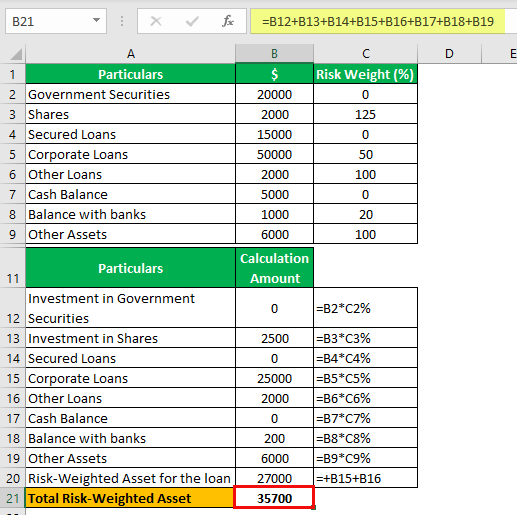 B21 fx =B12+B13+B14+B15+B16+B17+B18+B19
A B C D E
1 Particulars $ Risk Weight (%)
2 Government Securities 20000 0
3 Shares 2000 125
4 Secured Loans 15000 0
5 Corporate Loans 50000 50
6 Other Loans 2000 100
7 Cash Balance 5000 0
8 Balance with banks 1000 20
9 Other Assets 6000 100
11 Particulars Calculation
Amount
Investment in Government
12 Securities 0 =B2*C2%
13 Investment in Shares 2500 =B3*C3%
14 Secured Loans 0 =B4*C4%
15 Corporate Loans 25000 =B5*C5%
16 Other Loans 2000 =B6*C6%
17 Cash Balance 0 =B7*C7%
18 Balance with banks 200 =B8*C8%
19 Other Assets 6000 =B9*C9%
20 Risk-Weighted Asset for the loan 27000 =+B15+B16
21 Total Risk-Weighted Asset 35700